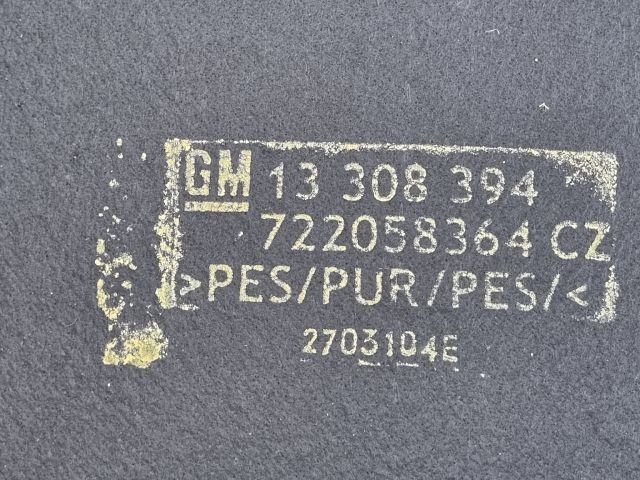 GM 13 308 394
722058364 CZ
>PES/PUR/PES/<
2703104E